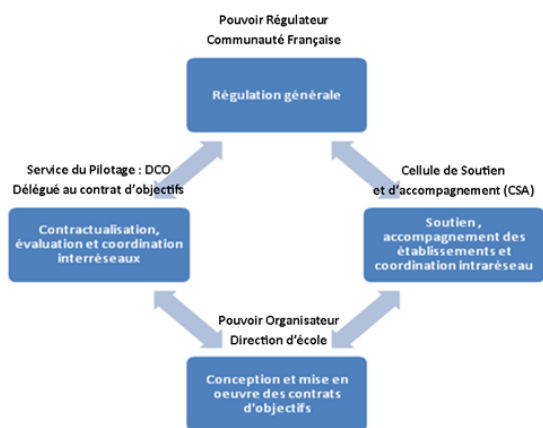 Pouvoir Régulateur
Communauté Française
Régulation générale
Service du Pilotage : DCO
Délégué au contrat d'objectifs
Contractualisation,
évaluation et coordination
interréseaux
Cellule de Soutien
et d'accompagnement (CSA)
Soutien ,
accompagnement des
établissements et
coordination intraréseau
Pouvoir Organisateur
Direction d'école
Conception et mise en
oeuvre des contrats
d'objectifs